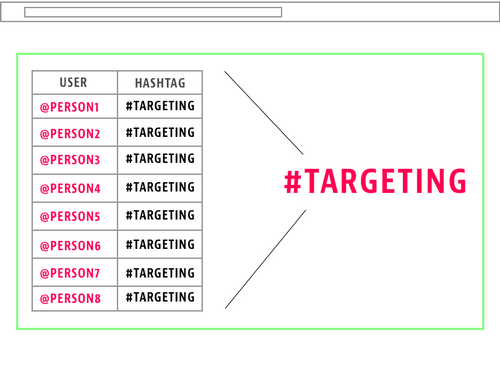 USER HASHTAG
@PERSON1 #TARGETING
@PERSON2 #TARGETING
@PERSON3 #TARGETING
@PERSON4 #TARGETING
@PERSON5 #TARGETING
@PERSON6 #TARGETING
@PERSON7 #TARGETING
@PERSON8 #TARGETING
#TARGETING